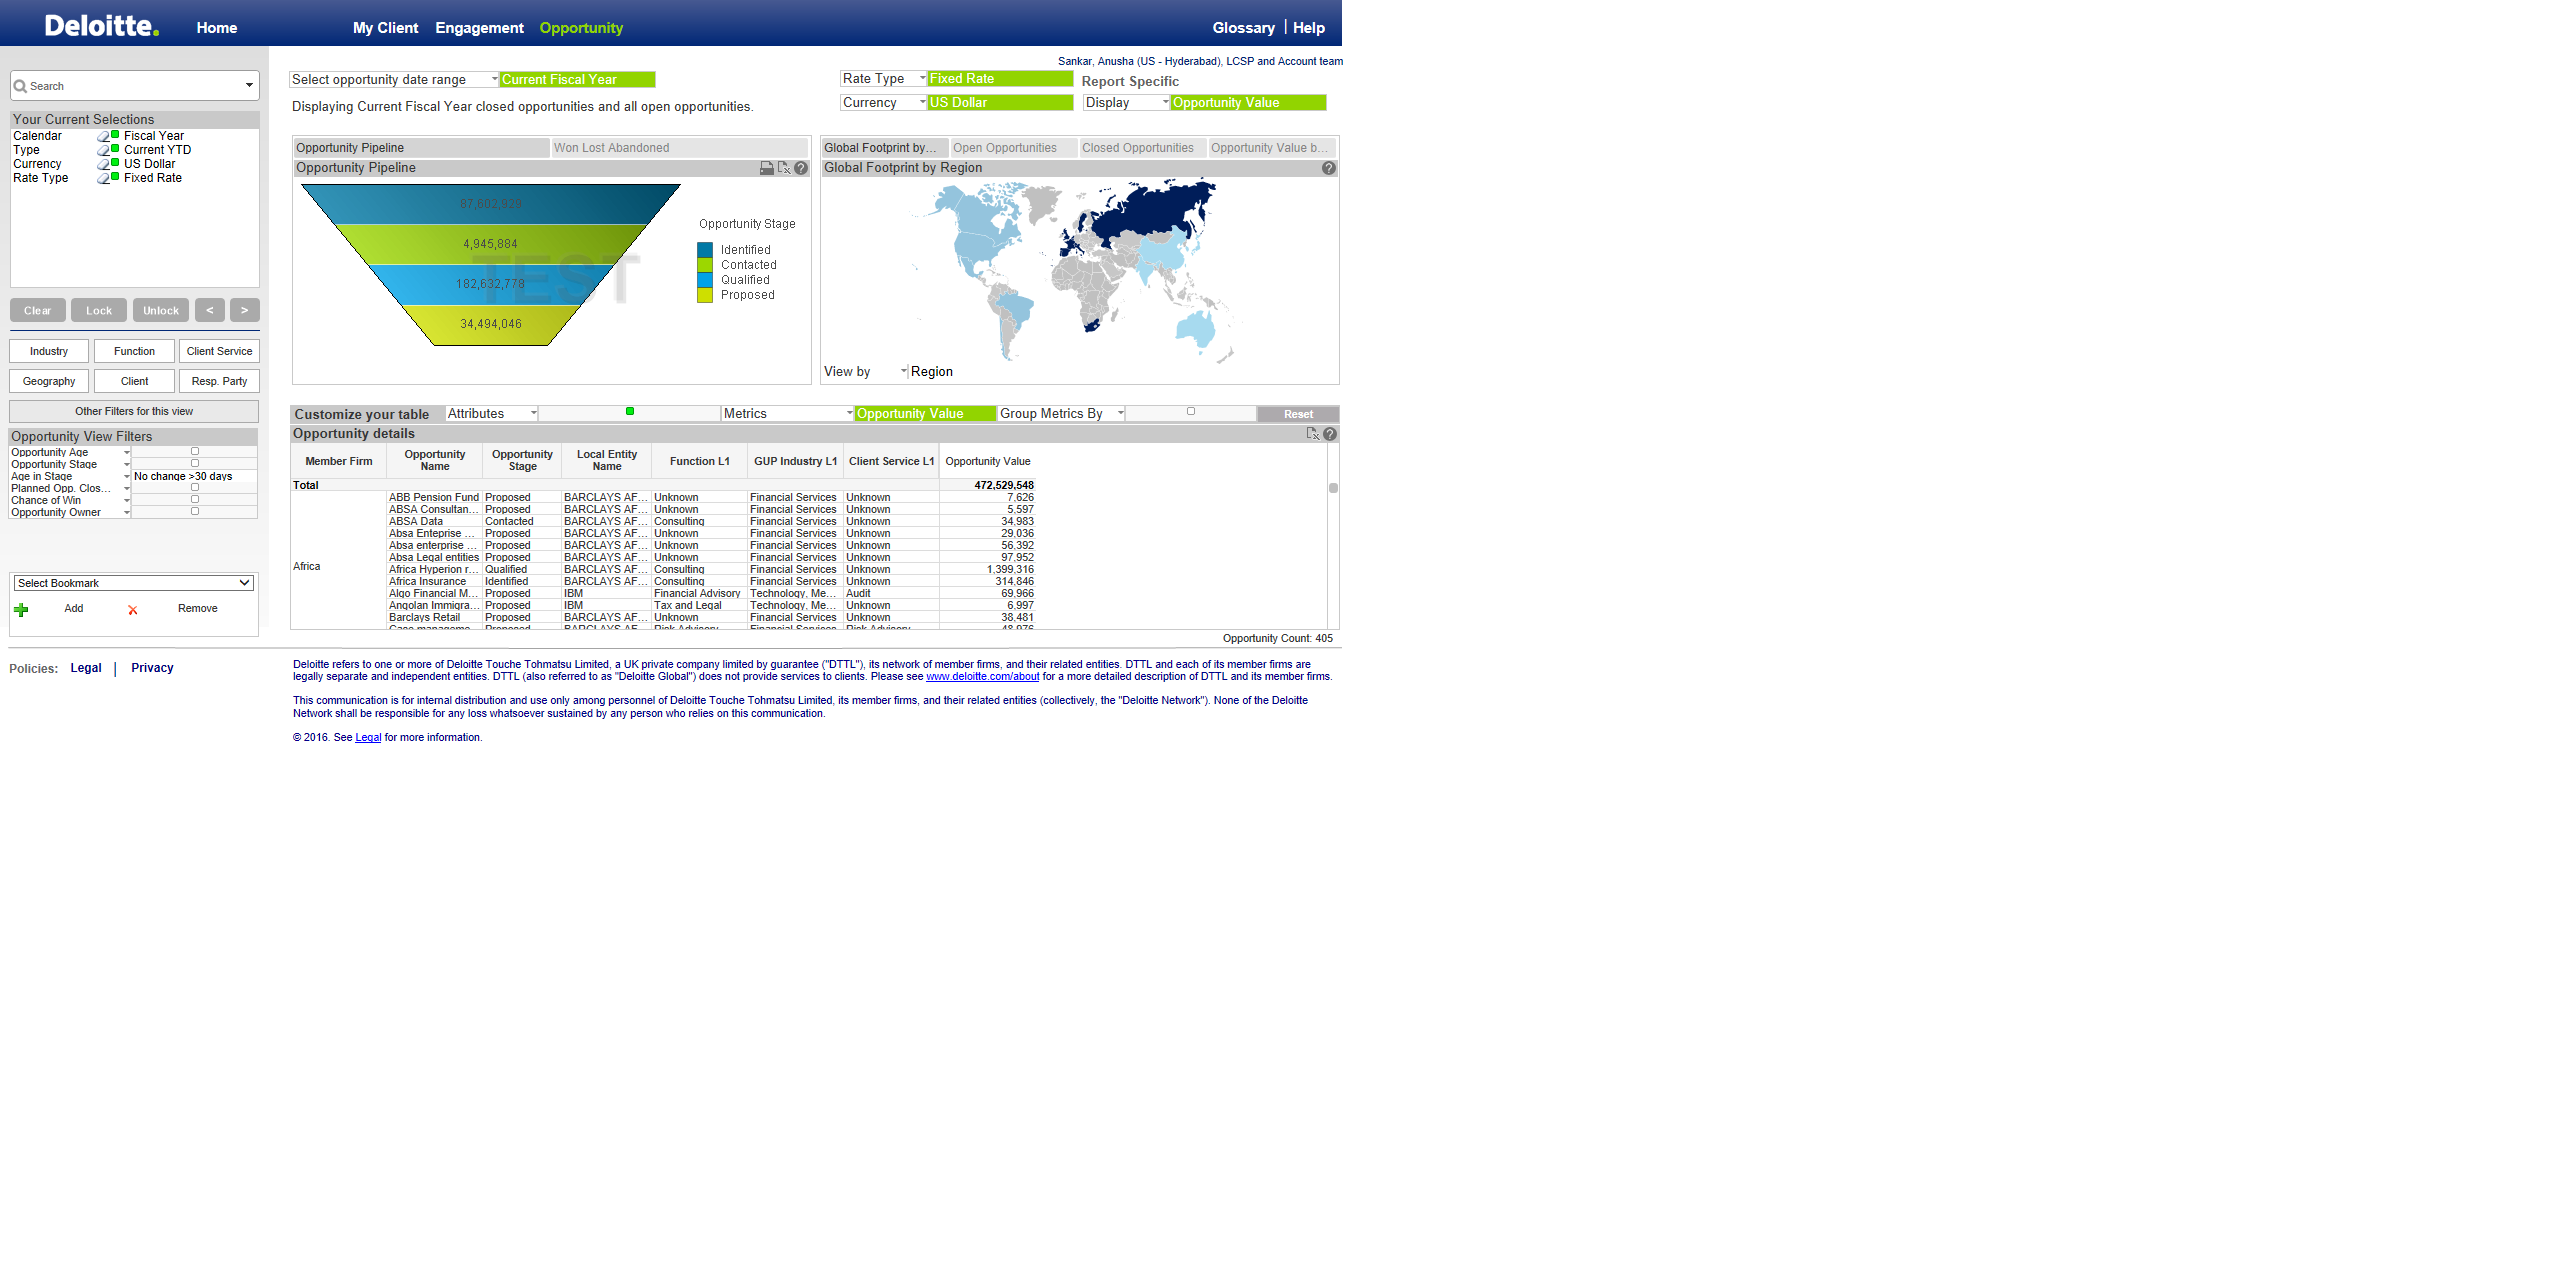 Deloitte.
Home
My Client
Engagement
Opportunity
Glossary | Help
Sankar, Anusha (US - Hyderabad), LCSP and Account team
Search
Select opportunity date range Current Fiscal Year
Rate Type Fixed Rate
Report Specific
Displaying Current Fiscal Year closed opportunities and all open opportunities.
Currency US Dollar
Display Opportunity Value
Your Current Selections
Calendar Fiscal Year
Type Current YTD
Currency US Dollar
Rate Type Fixed Rate
Clear Lock Unlock < >
Industry Function Client Service
Geography Client Resp. Party
Other Filters for this view
Opportunity View Filters
Opportunity Age
Opportunity Stage
Age in Stage No change >30 days
Planned Opp. Clos...
Chance of Win
Opportunity Owner
Select Bookmark
Add Remove
Opportunity Pipeline Won Lost Abandoned
Opportunity Pipeline
87,602,928
4,945,884
TEST
182,632,778
34,494,046
Opportunity Stage
Identified
Contacted
Qualified
Proposed
Global Footprint by... Open Opportunities Closed Opportunities Opportunity Value b...
Global Footprint by Region
View by Region
Customize your table Attributes Metrics Opportunity Value Group Metrics By Reset
Opportunity details
Member Firm Opportunity Name Opportunity Stage Local Entity Name Function L1 GUP Industry L1 Client Service L1 Opportunity Value
Total 472,529,548
Africa
ABB Pension Fund Proposed BARCLAYS AF... Unknown Financial Services Unknown 7,626
ABSA Consultan... Proposed BARCLAYS AF... Unknown Financial Services Unknown 5,597
ABSA Data Contacted BARCLAYS AF... Consulting Financial Services Unknown 34,983
Absa Enteprise ... Proposed BARCLAYS AF... Unknown Financial Services Unknown 29,036
Absa enterprise ... Proposed BARCLAYS AF... Unknown Financial Services Unknown 56,392
Absa Legal entities Proposed BARCLAYS AF... Unknown Financial Services Unknown 97,952
Africa Hyperion r... Qualified BARCLAYS AF... Consulting Financial Services Unknown 1,399,316
Africa Insurance Identified BARCLAYS AF... Consulting Financial Services Unknown 314,846
Algo Financial M... Proposed IBM Financial Advisory Technology, Me... Audit 69,966
Angolan Immigra... Proposed IBM Tax and Legal Technology, Me... Unknown 6,997
Barclays Retail Proposed BARCLAYS AF... Unknown Financial Services Unknown 38,481
Case manageme... Proposed BARCLAYS AF... Risk Advisory Financial Services Risk Advisory 48,976
Opportunity Count: 405
Policies: Legal | Privacy
Deloitte refers to one or more of Deloitte Touche Tohmatsu Limited, a UK private company limited by guarantee ("DTTL"), its network of member firms, and their related entities. DTTL and each of its member firms are
legally separate and independent entities. DTTL (also referred to as "Deloitte Global") does not provide services to clients. Please see www.deloitte.com/about for a more detailed description of DTTL and its member firms.
This communication is for internal distribution and use only among personnel of Deloitte Touche Tohmatsu Limited, its member firms, and their related entities (collectively, the "Deloitte Network"). None of the Deloitte
Network shall be responsible for any loss whatsoever sustained by any person who relies on this communication.
© 2016. See Legal for more information.